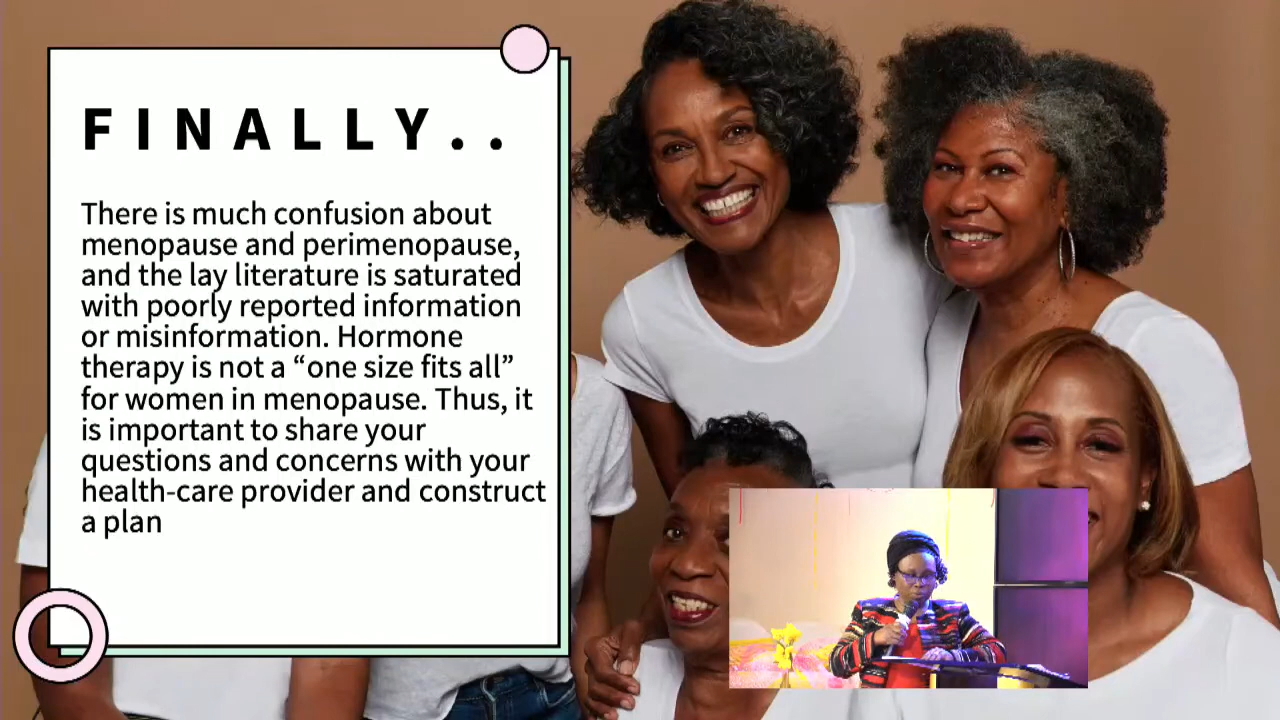 FINALLY..
There is much confusion about
menopause and perimenopause,
and the lay literature is saturated
with poorly reported information
or misinformation. Hormone
therapy is not a “one size fits all”
for women in menopause. Thus, it
is important to share your
questions and concerns with your
health-care provider and construct
a plan